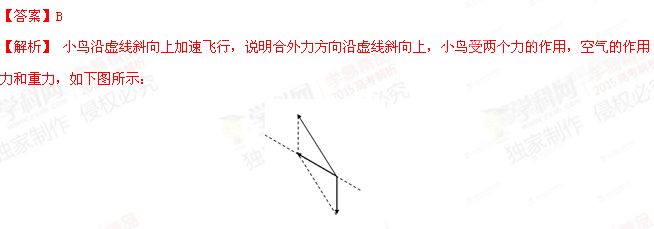 【答案】B
【解析】 小鸟沿虚线斜向上加速飞行，说明合外力方向沿虚线斜向上，小鸟受两个力的作用，空气的作用
力和重力，如下图所示：